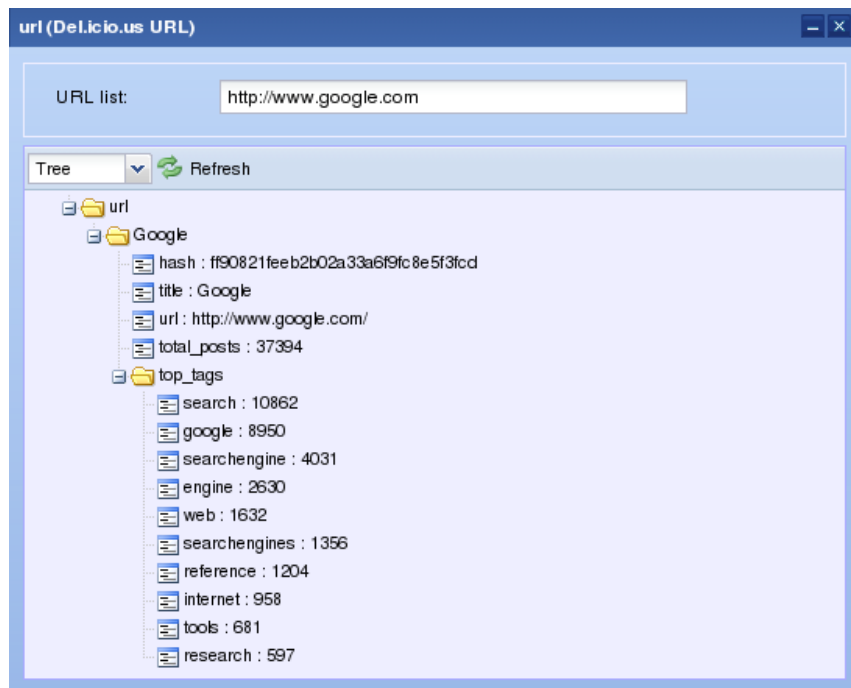 url (Del.icio.us URL)
URL list: http://www.google.com
Tree Refresh
url
Google
hash : ff90821feeb2b02a33a6f9fc8e5f3fcd
title : Google
url : http://www.google.com/
total_posts : 37394
top_tags
search : 10862
google : 8950
searchengine : 4031
engine : 2630
web : 1632
searchengines : 1356
reference : 1204
internet : 958
tools : 681
research : 597